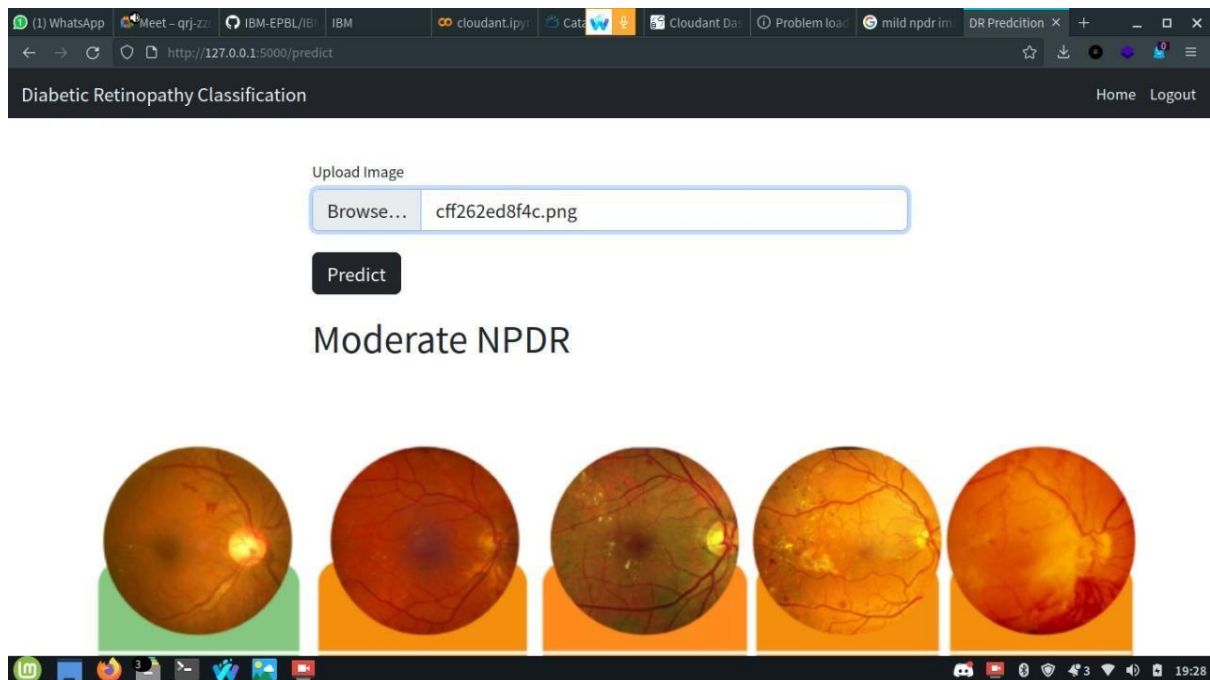 (1) WhatsApp Meet – qrj-zz IBM-EPBL/IB IBM cloudant.ipyn Cata Cloudant Das Problem load mild npdr im DR Predcition
http://127.0.0.1:5000/predict
Diabetic Retinopathy Classification Home Logout
Upload Image
Browse... cff262ed8f4c.png
Predict
Moderate NPDR
3 3 19:28